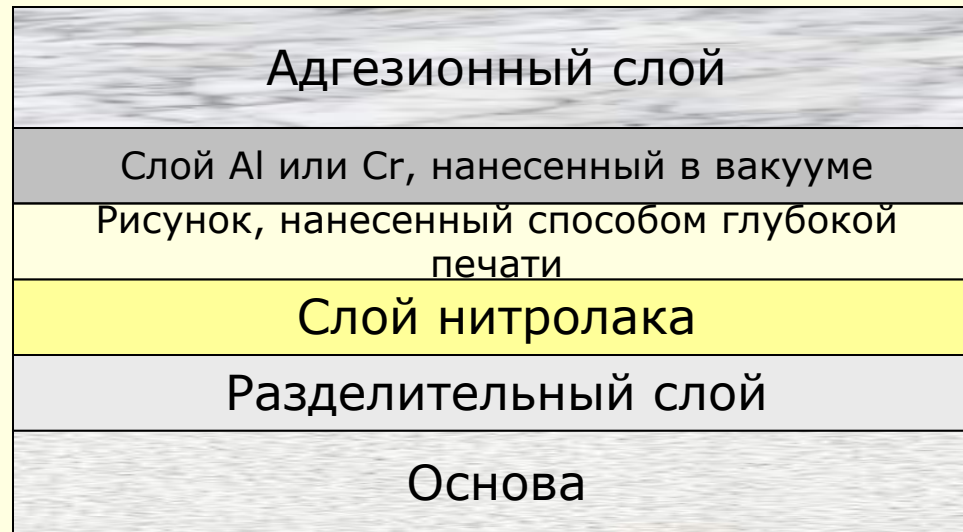 Адгезионный слой
Слой Al или Cr, нанесенный в вакууме
Рисунок, нанесенный способом глубокой
печати
Слой нитролака
Разделительный слой
Основа